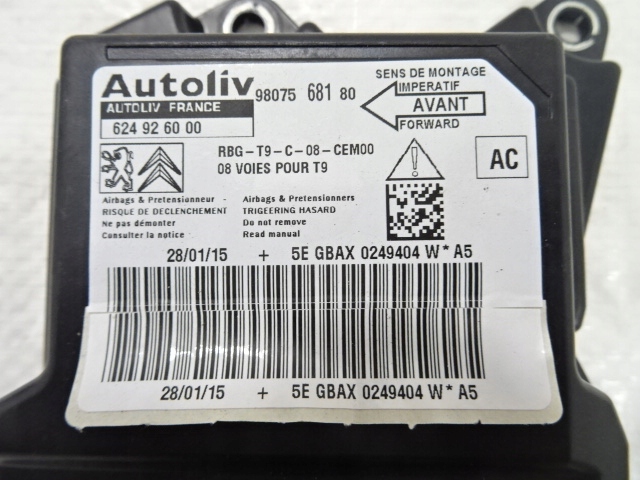 Autoliv 98075 681 80
AUTOLIV FRANCE
624 92 60 00
SENS DE MONTAGE
IMPERATIF
AVANT
FORWARD
RBG-T9-C-08-CEM00
08 VOIES POUR T9
AC
Airbags & Pretensionneur
RISQUE DE DECLENCHEMENT
Ne pas démonter
Consulter la notice
Airbags & Pretensionners
TRIGEERING HASARD
Do not remove
Read manual
28/01/15 + 5E GBAX 0249404 W* A5
28/01/15 + 5E GBAX 0249404 W* A5